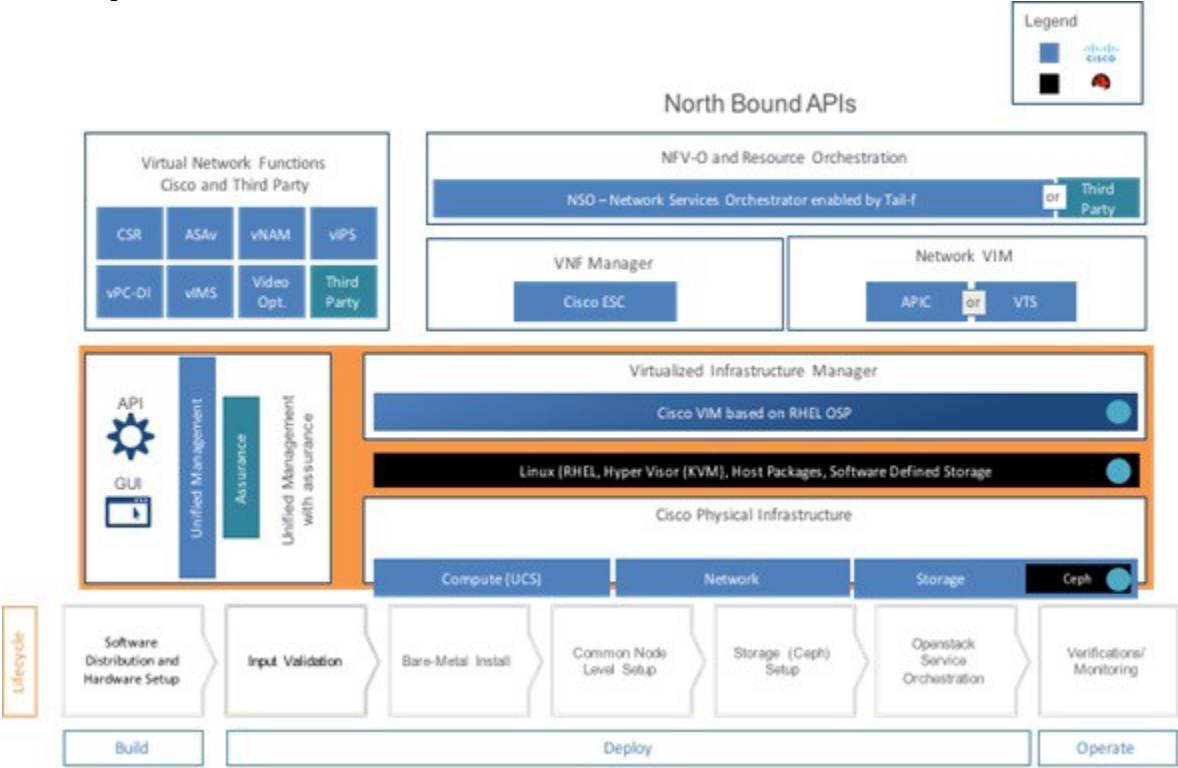 Legend
CISCO
North Bound APIs
Virtual Network Functions
Cisco and Third Party
CSR
ASAv
vNAM
vIPS
vPC-DI
vIMS
Video
Opt.
Third
Party
NFV-O and Resource Orchestration
NSO – Network Services Orchestrator enabled by Tail-f
or
Third
Party
VNF Manager
Cisco ESC
Network VIM
APIC
or
VTS
API
GUI
Unified Management
Assurance
Unified Management
with assurance
Virtualized Infrastructure Manager
Cisco VIM based on RHEL OSP
Linux (RHEL, Hyper Visor (KVM), Host Packages, Software Defined Storage
Cisco Physical Infrastructure
Compute (UCS)
Network
Storage
Ceph
Lifecycle
Software
Distribution and
Hardware Setup
Input Validation
Bare-Metal Install
Common Node
Level Setup
Storage (Ceph)
Setup
Openstack
Service
Orchestration
Verifications/
Monitoring
Build
Deploy
Operate